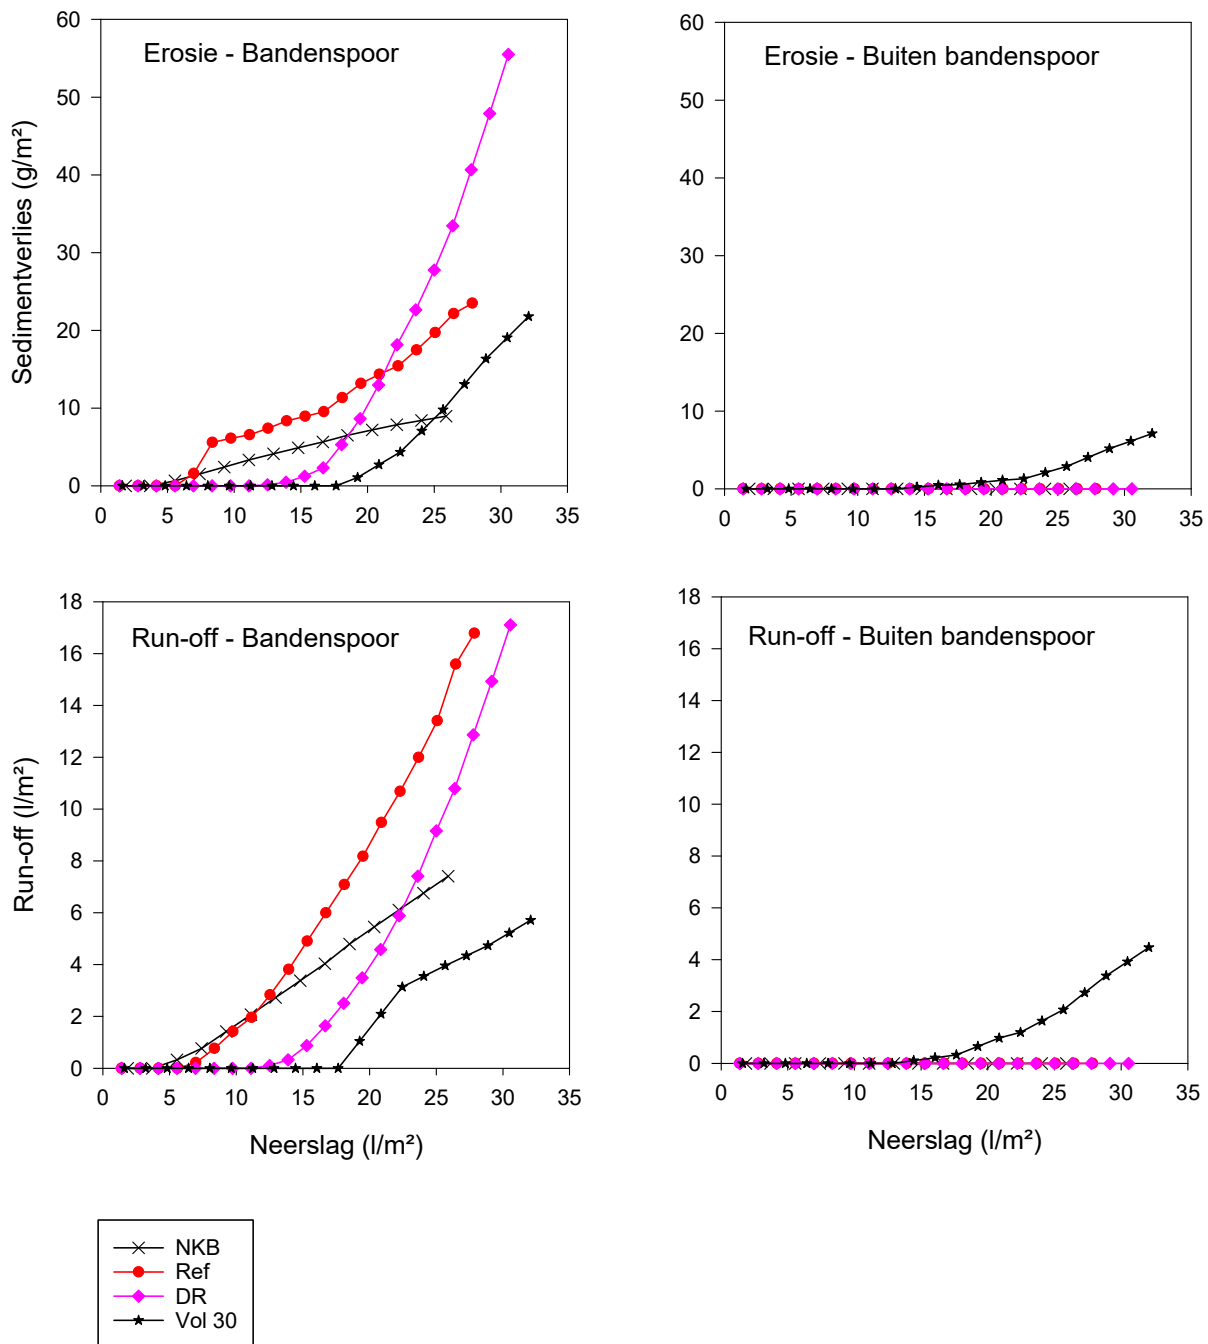 Erosie - Bandenspoor
Sedimentverlies (g/m²)
60
50
40
30
20
10
0
0 5 10 15 20 25 30 35
Erosie - Buiten bandenspoor
60
50
40
30
20
10
0
0 5 10 15 20 25 30 35
Run-off - Bandenspoor
Run-off (l/m²)
18
16
14
12
10
8
6
4
2
0
0 5 10 15 20 25 30 35
Neerslag (l/m²)
Run-off - Buiten bandenspoor
18
16
14
12
10
8
6
4
2
0
0 5 10 15 20 25 30 35
Neerslag (l/m²)
NKB
Ref
DR
Vol 30